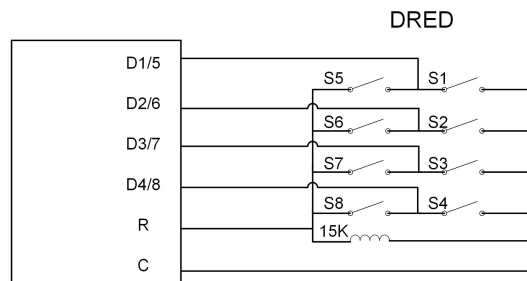 DRED
D1/5
S5 S1
D2/6
S6 S2
D3/7
S7 S3
D4/8
S8 S4
R
15K
C